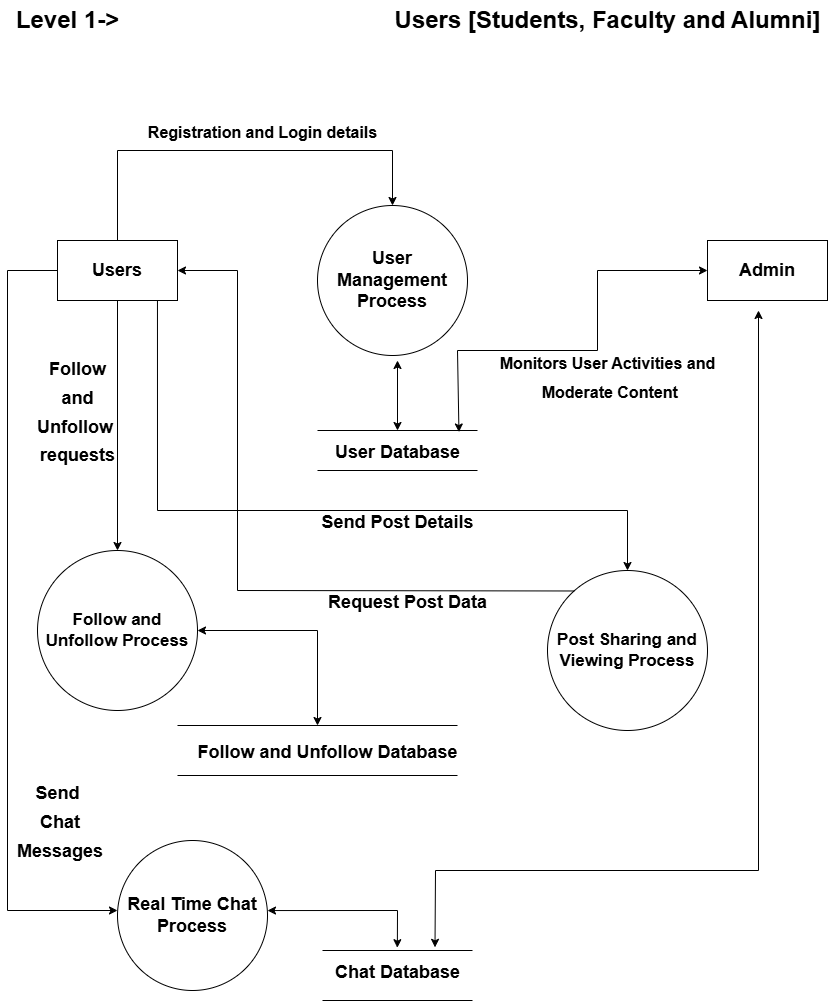 Level 1->
Users [Students, Faculty and Alumni]
Registration and Login details
User
Management
Process
Users
Admin
Follow
and
Unfollow
requests
Monitors User Activities and
Moderate Content
User Database
Send Post Details
Request Post Data
Follow and
Unfollow Process
Post Sharing and
Viewing Process
Follow and Unfollow Database
Send
Chat
Messages
Real Time Chat
Process
Chat Database